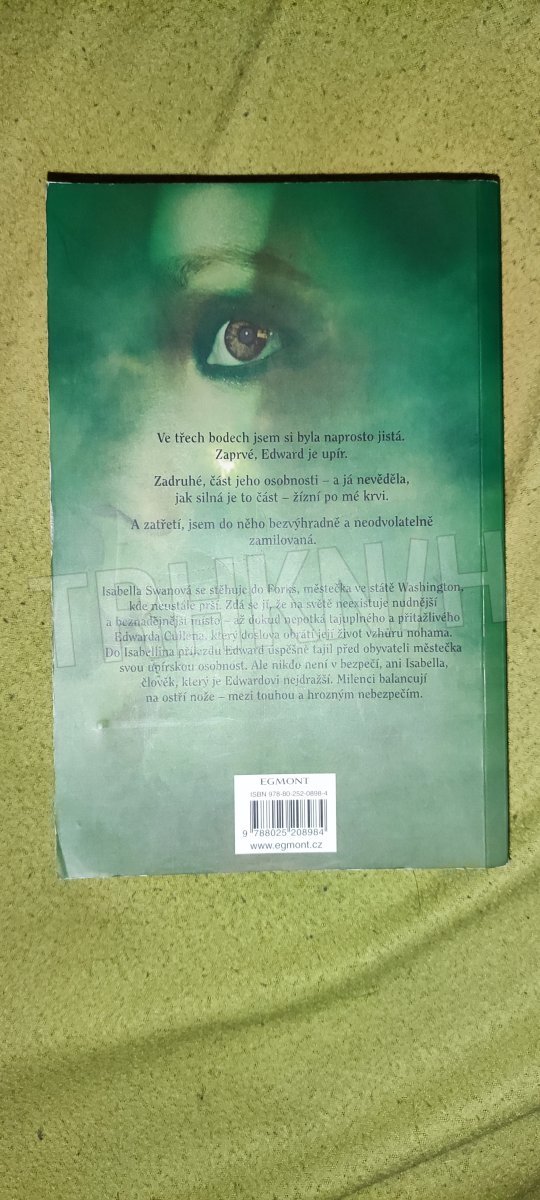 Ve třech bodech jsem si byla naprosto jistá.
Zaprvé, Edward je upír.
Zadruhé, část jeho osobnosti – a já nevěděla,
jak silná je to část – žízní po mé krvi.
A zatřetí, jsem do něho bezvýhradně a neodvolatelně
zamilovaná.
Isabella Swanová se stěhuje do Forks, městečka ve státě Washington,
kde neustále prší. Zdá se jí, že na světě neexistuje nudnější
a beznadějnější místo – až dokud nepotká tajuplného a přitažlivého
Edwarda Cullena, který doslova obrátí její život vzhůru nohama.
Do Isabellina příjezdu Edward úspěšně tajil před obyvateli městečka
svou upírskou osobnost. Ale nikdo není v bezpečí, ani Isabella,
člověk, který je Edwardovi nejdražší. Milenci balancují
na ostří nože – mezi touhou a hrozným nebezpečím.
EGMONT
ISBN 978-80-252-0898-4
9 788025 208984
www.egmont.cz